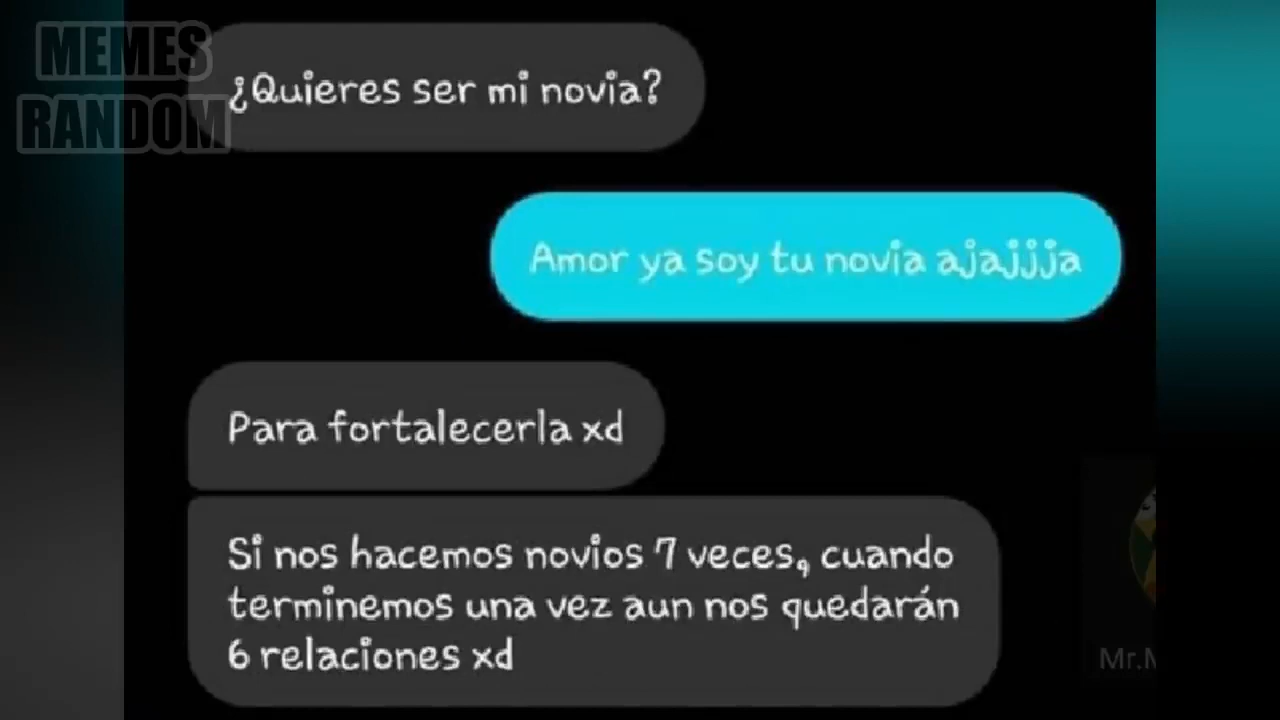 MEMES
RANDOM
¿Quieres ser mi novia?
Amor ya soy tu novia ajajjja
Para fortalecerla xd
Si nos hacemos novios 7 veces, cuando
terminemos una vez aun nos quedarán
6 relaciones xd